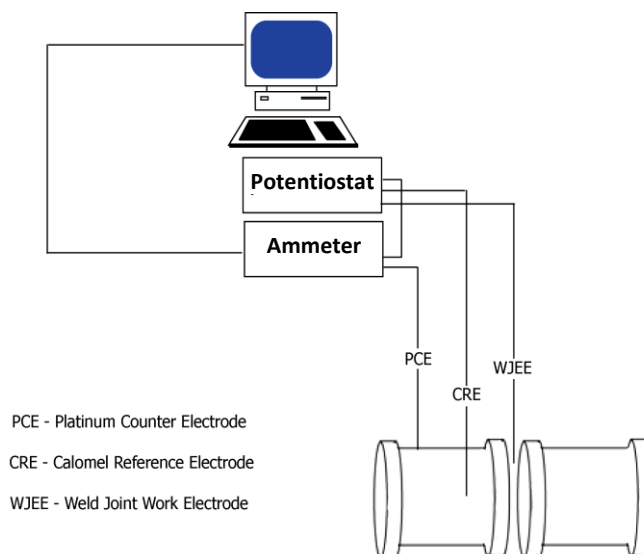 Potentiostat
Ammeter
PCE
WJEE
CRE
PCE - Platinum Counter Electrode
CRE - Calomel Reference Electrode
WJEE - Weld Joint Work Electrode